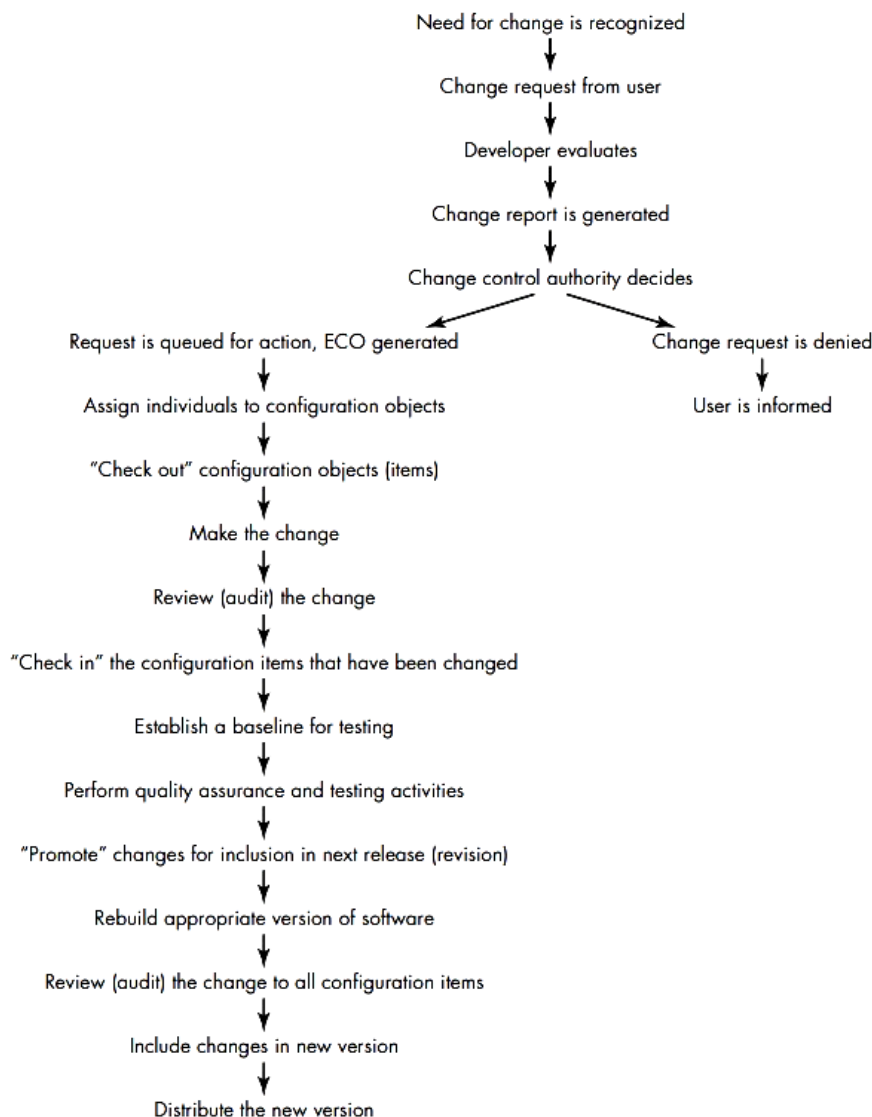 Need for change is recognized
Change request from user
Developer evaluates
Change report is generated
Change control authority decides
Request is queued for action, ECO generated
Change request is denied
Assign individuals to configuration objects
User is informed
“Check out” configuration objects (items)
Make the change
Review (audit) the change
“Check in” the configuration items that have been changed
Establish a baseline for testing
Perform quality assurance and testing activities
“Promote” changes for inclusion in next release (revision)
Rebuild appropriate version of software
Review (audit) the change to all configuration items
Include changes in new version
Distribute the new version